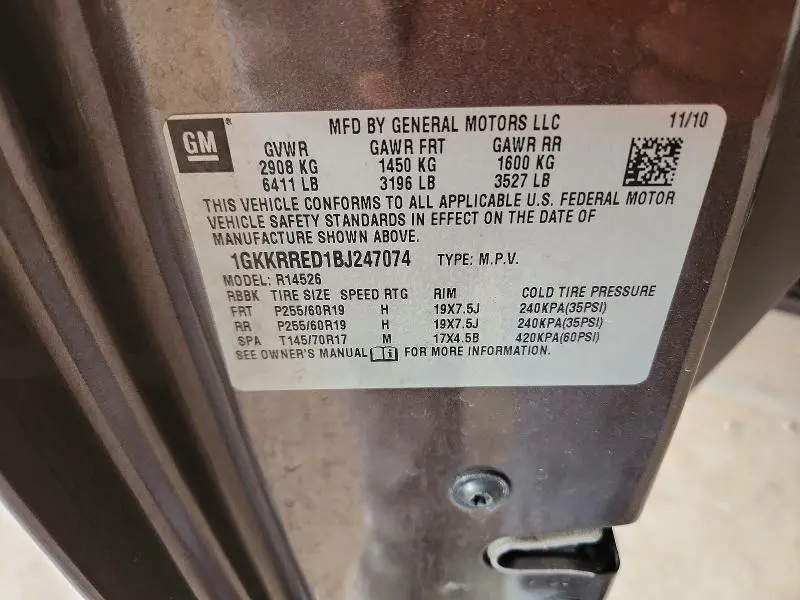 GM® MFD BY GENERAL MOTORS LLC 11/10
GVWR GAWR FRT GAWR RR
2908 KG 1450 KG 1600 KG
6411 LB 3196 LB 3527 LB
THIS VEHICLE CONFORMS TO ALL APPLICABLE U.S. FEDERAL MOTOR
VEHICLE SAFETY STANDARDS IN EFFECT ON THE DATE OF
MANUFACTURE SHOWN ABOVE.
1GKKRRED1BJ247074 TYPE: M.P.V.
MODEL: R14526
RBBK TIRE SIZE SPEED RTG RIM COLD TIRE PRESSURE
FRT P255/60R19 H 19X7.5J 240KPA(35PSI)
RR P255/60R19 H 19X7.5J 240KPA(35PSI)
SPA T145/70R17 M 17X4.5B 420KPA(60PSI)
SEE OWNER'S MANUAL FOR MORE INFORMATION.